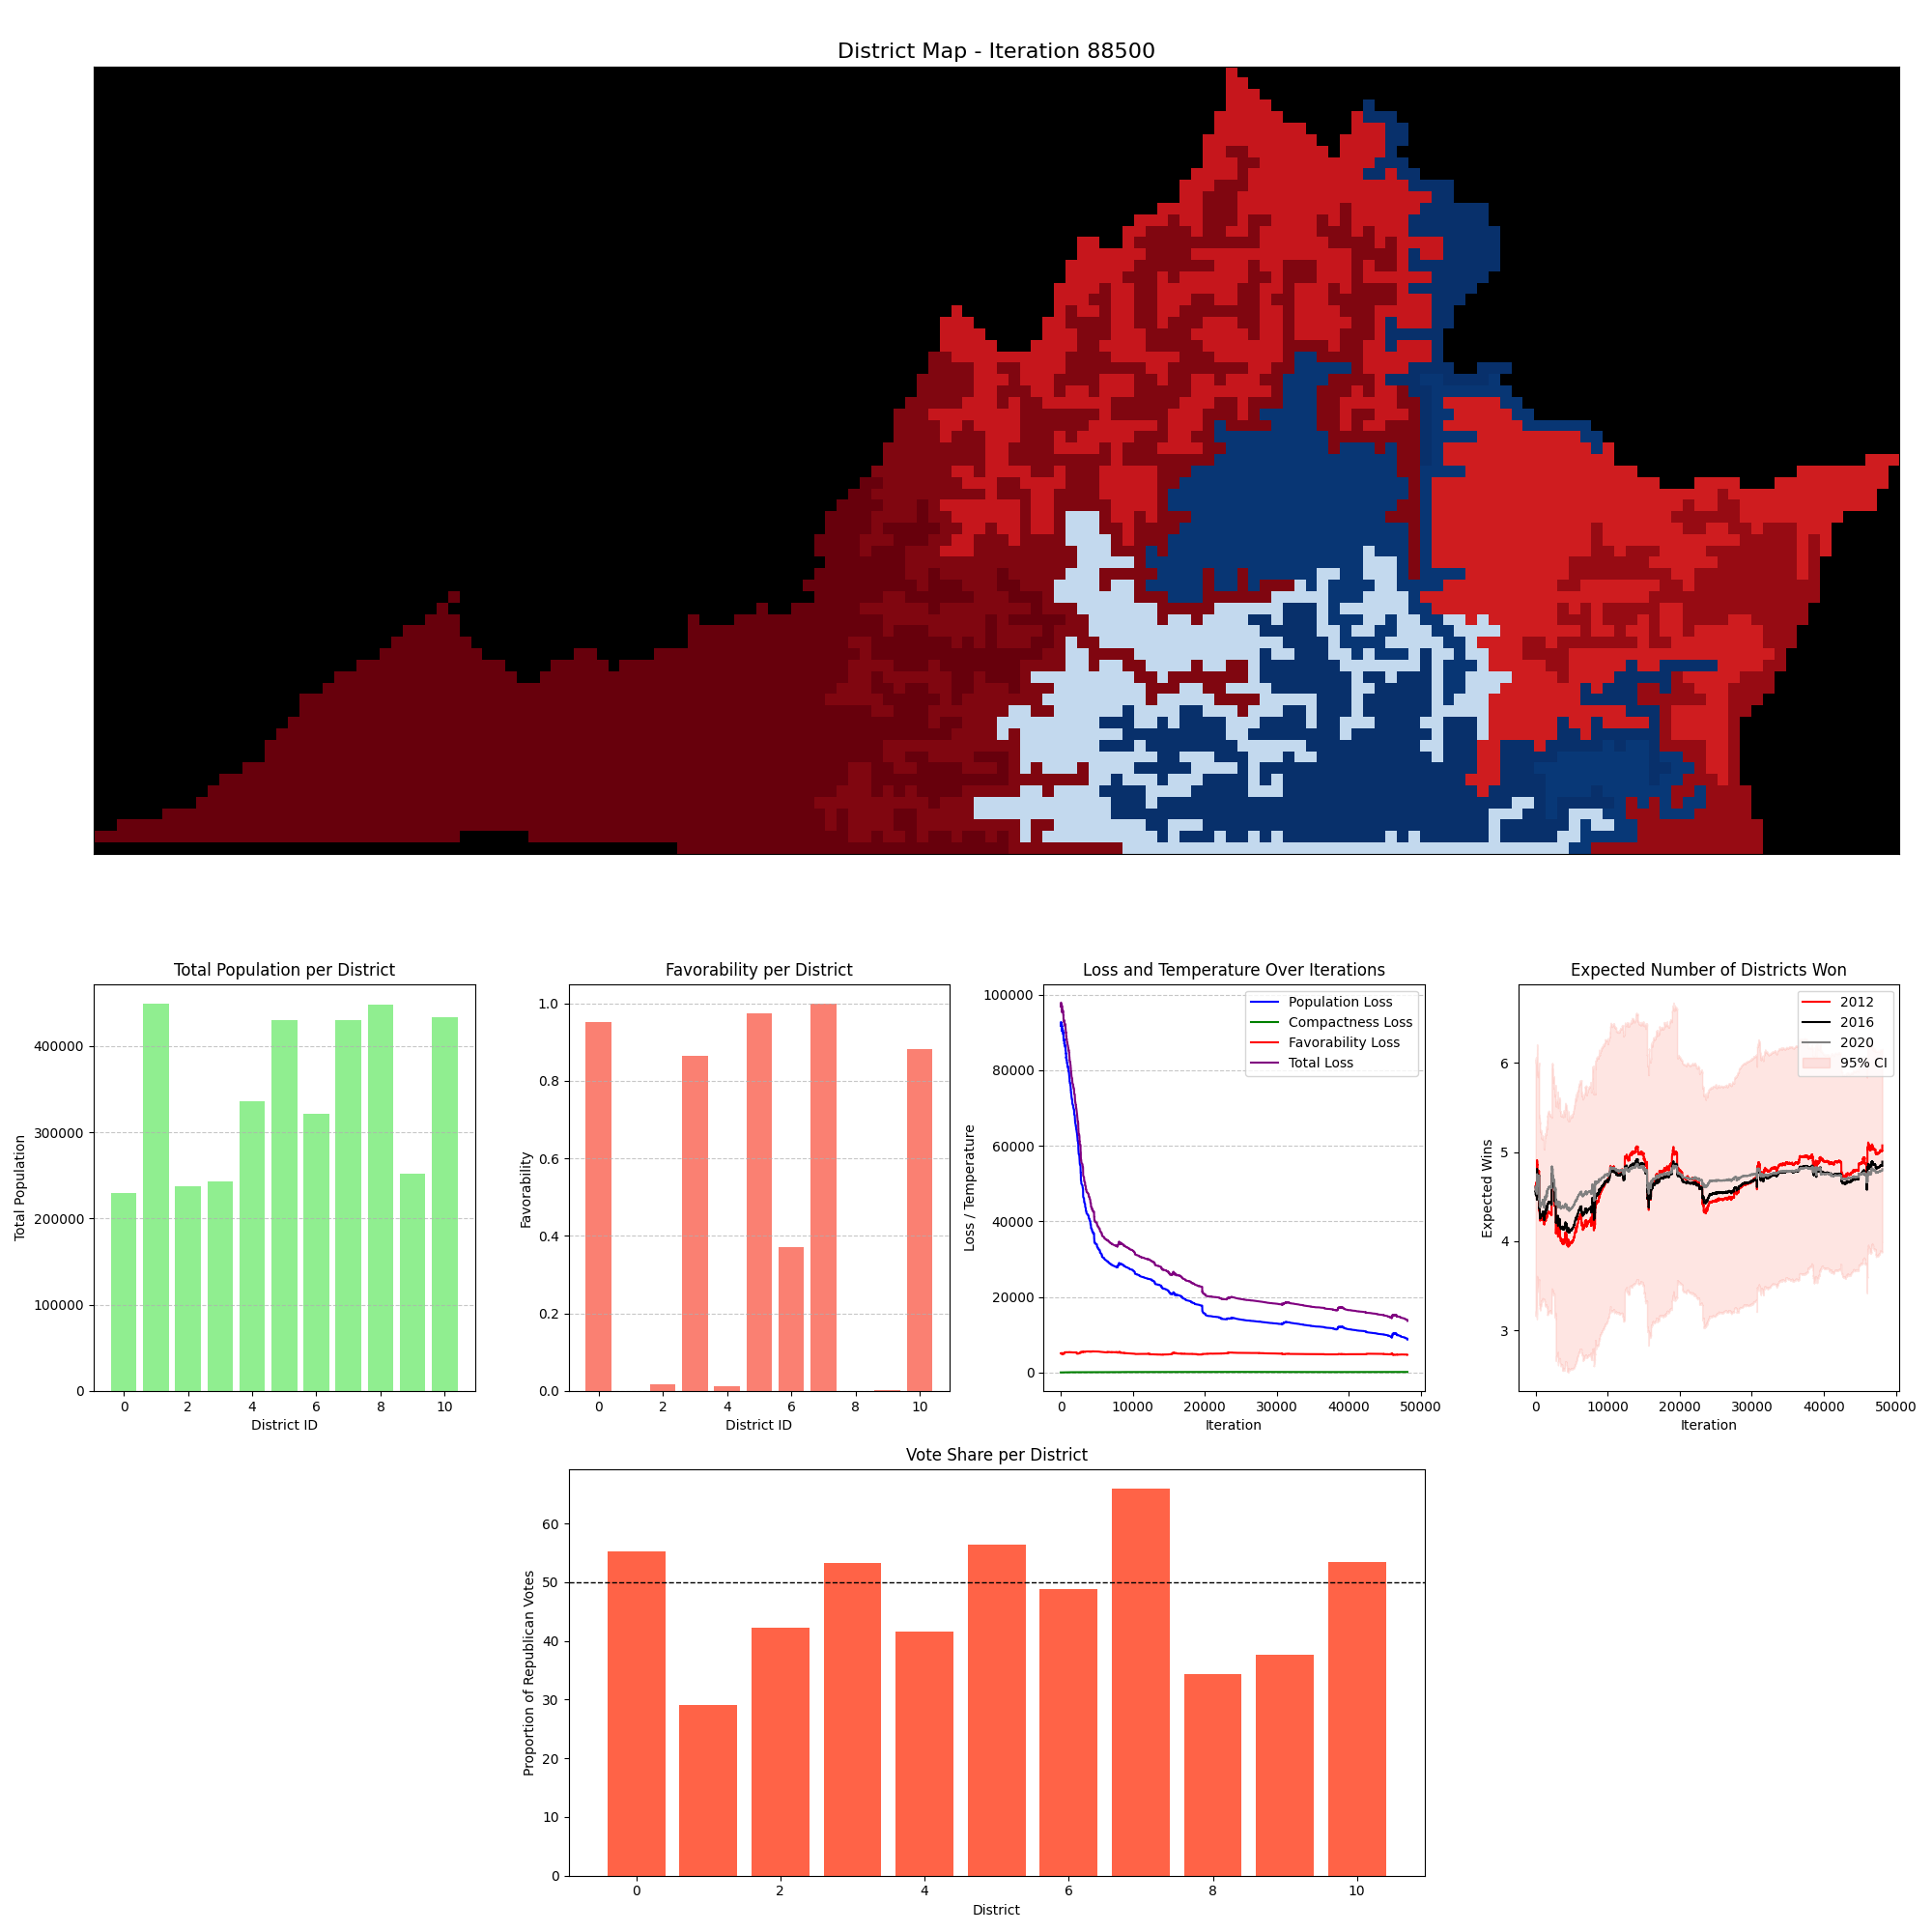 District Map - Iteration 88500
Total Population per District
Total Population
400000
300000
200000
100000
0
0 2 4 6 8 10
District ID
Favorability per District
Favorability
1.0
0.8
0.6
0.4
0.2
0.0
0 2 4 6 8 10
District ID
Loss and Temperature Over Iterations
Loss / Temperature
100000
80000
60000
40000
20000
0
Population Loss
Compactness Loss
Favorability Loss
Total Loss
0 10000 20000 30000 40000 50000
Iteration
Expected Number of Districts Won
Expected Wins
6
5
4
3
2012
2016
2020
95% CI
0 10000 20000 30000 40000 50000
Iteration
Vote Share per District
Proportion of Republican Votes
60
50
40
30
20
10
0
0 2 4 6 8 10
District